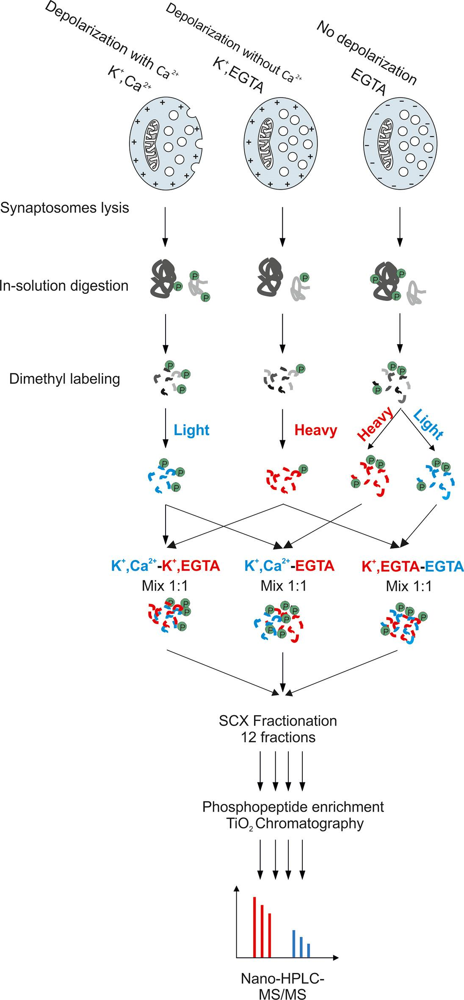 Depolarization with Ca²⁺
K⁺,Ca²⁺
Depolarization without Ca²⁺
K⁺,EGTA
No depolarization
EGTA
+ + + + + + + + + + + + +
+ + + + + + + + + + + + +
− − − − − − − − − − − − − −
Synaptosomes lysis
In-solution digestion
P P P
P
P P P
Dimethyl labeling
P P P
P
P P P
Light
Heavy
Heavy
Light
P P P
P
P P P
P P P
K⁺,Ca²⁺-K⁺,EGTA
Mix 1:1
K⁺,Ca²⁺-EGTA
Mix 1:1
K⁺,EGTA-EGTA
Mix 1:1
P P P P
P P P P P P
P P P P
SCX Fractionation
12 fractions
Phosphopeptide enrichment
TiO₂ Chromatography
Nano-HPLC-
MS/MS